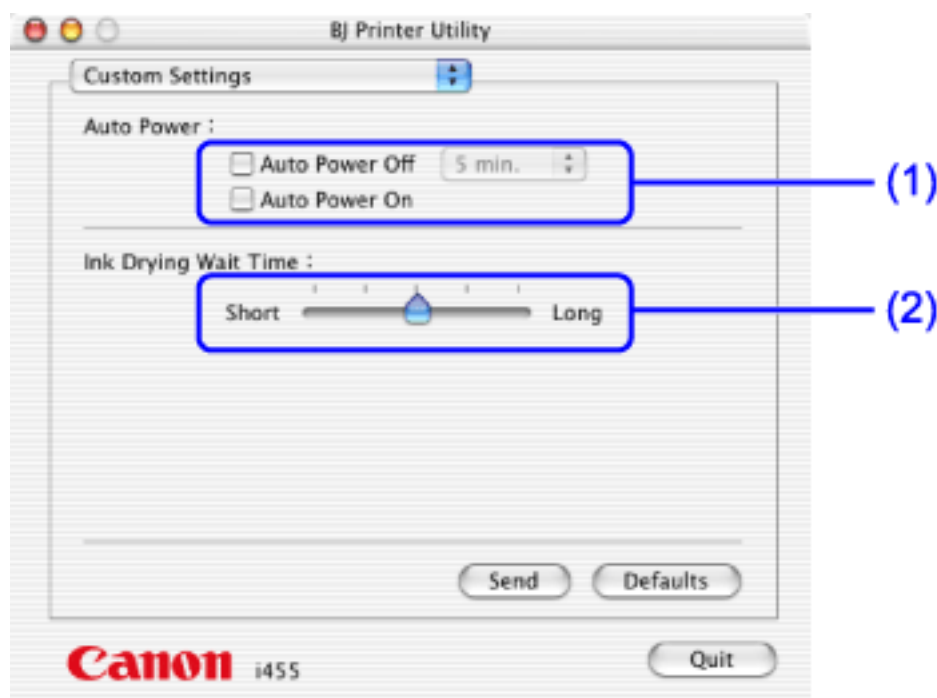 BJ Printer Utility
Custom Settings
Auto Power :
Auto Power Off 5 min.
(1)
Auto Power On
Ink Drying Wait Time :
Short Long
(2)
Send Defaults
Canon i455 Quit